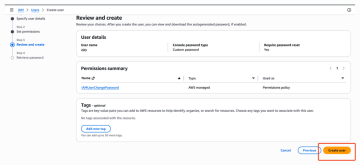 IAM > Users > Create user
Step 1
Specify user details
Step 2
Set permissions
Step 3
Review and create
Step 4
Retrieve password
Review and create
Review your choices. After you create the user, you can view and download the autogenerated password, if enabled.
User details
User name
Console password type
Custom password
Require password reset
Yes
Permissions summary
< 1 >
Name
Type
Used as
IAMUserChangePassword
AWS managed
Permissions policy
Tags - optional
Tags are key-value pairs you can add to AWS resources to help identify, organize, or search for resources. Choose any tags you want to associate with this user.
No tags associated with the resource.
Add new tag
You can add up to 50 more tags.
Cancel
Previous
Create user